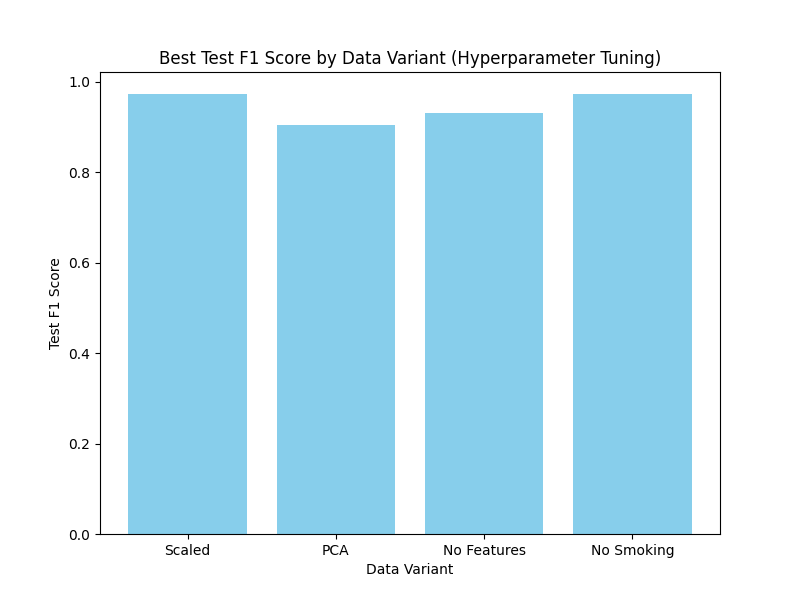 Best Test F1 Score by Data Variant (Hyperparameter Tuning)
1.0
0.8
0.6
0.4
0.2
0.0
Test F1 Score
Scaled PCA No Features No Smoking
Data Variant